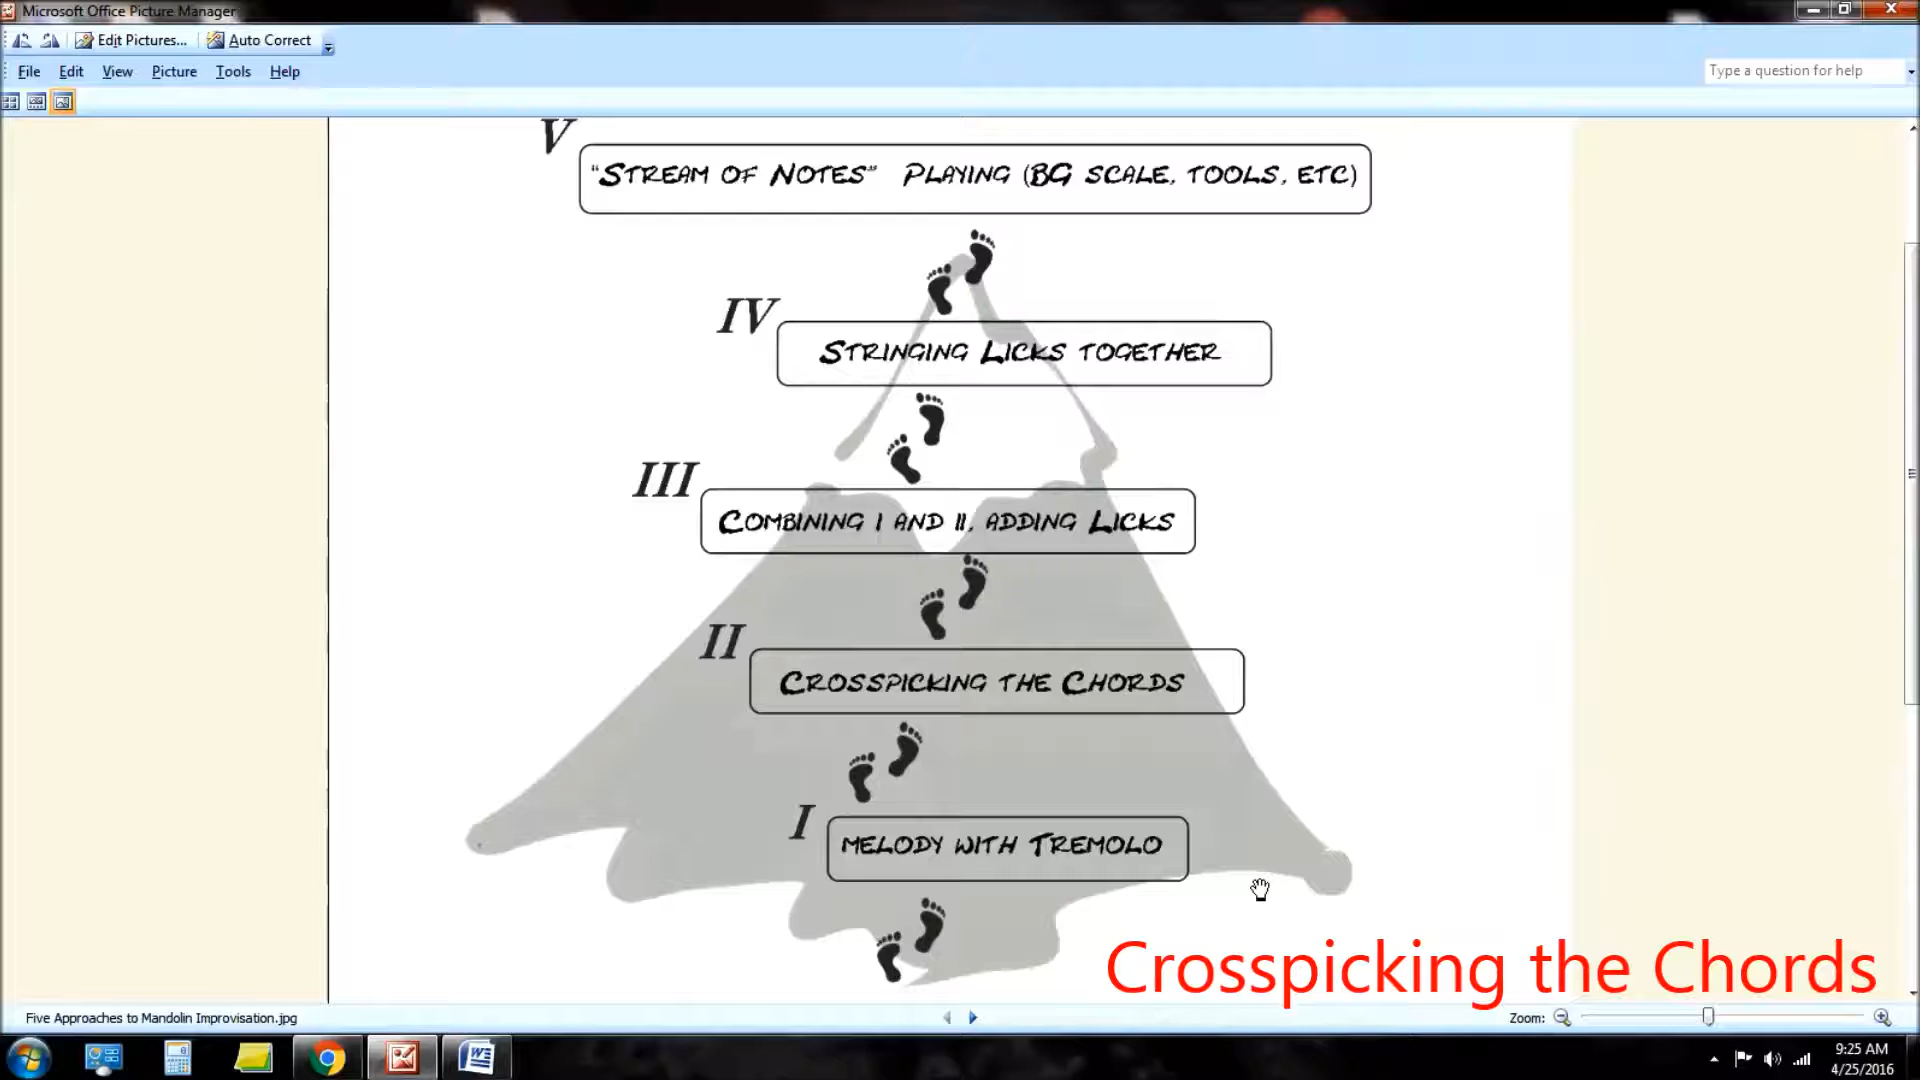 Microsoft Office Picture Manager
Edit Pictures... Auto Correct
File Edit View Picture Tools Help
Type a question for help
V
"STREAM OF NOTES" PLAYING (BG SCALE, TOOLS, ETC)
IV
STRINGING LICKS TOGETHER
III
COMBINING I AND II, ADDING LICKS
II
CROSSPICKING THE CHORDS
I
MELODY WITH TREMOLO
Crosspicking the Chords
Five Approaches to Mandolin Improvisation.jpg
Zoom:
9:25 AM
4/25/2016